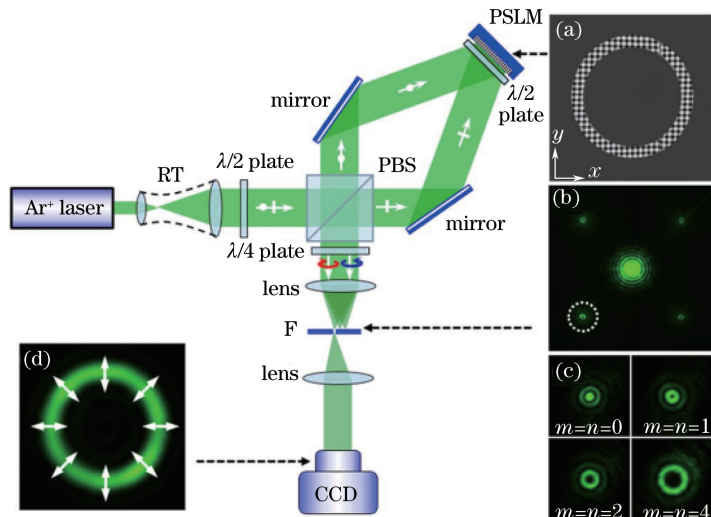 PSLM
(a)
λ/2
plate
mirror
y
x
RT
λ/2 plate
PBS
Ar⁺ laser
mirror
(b)
λ/4 plate
lens
F
(d)
lens
(c)
m=n=0
m=n=1
CCD
m=n=2
m=n=4